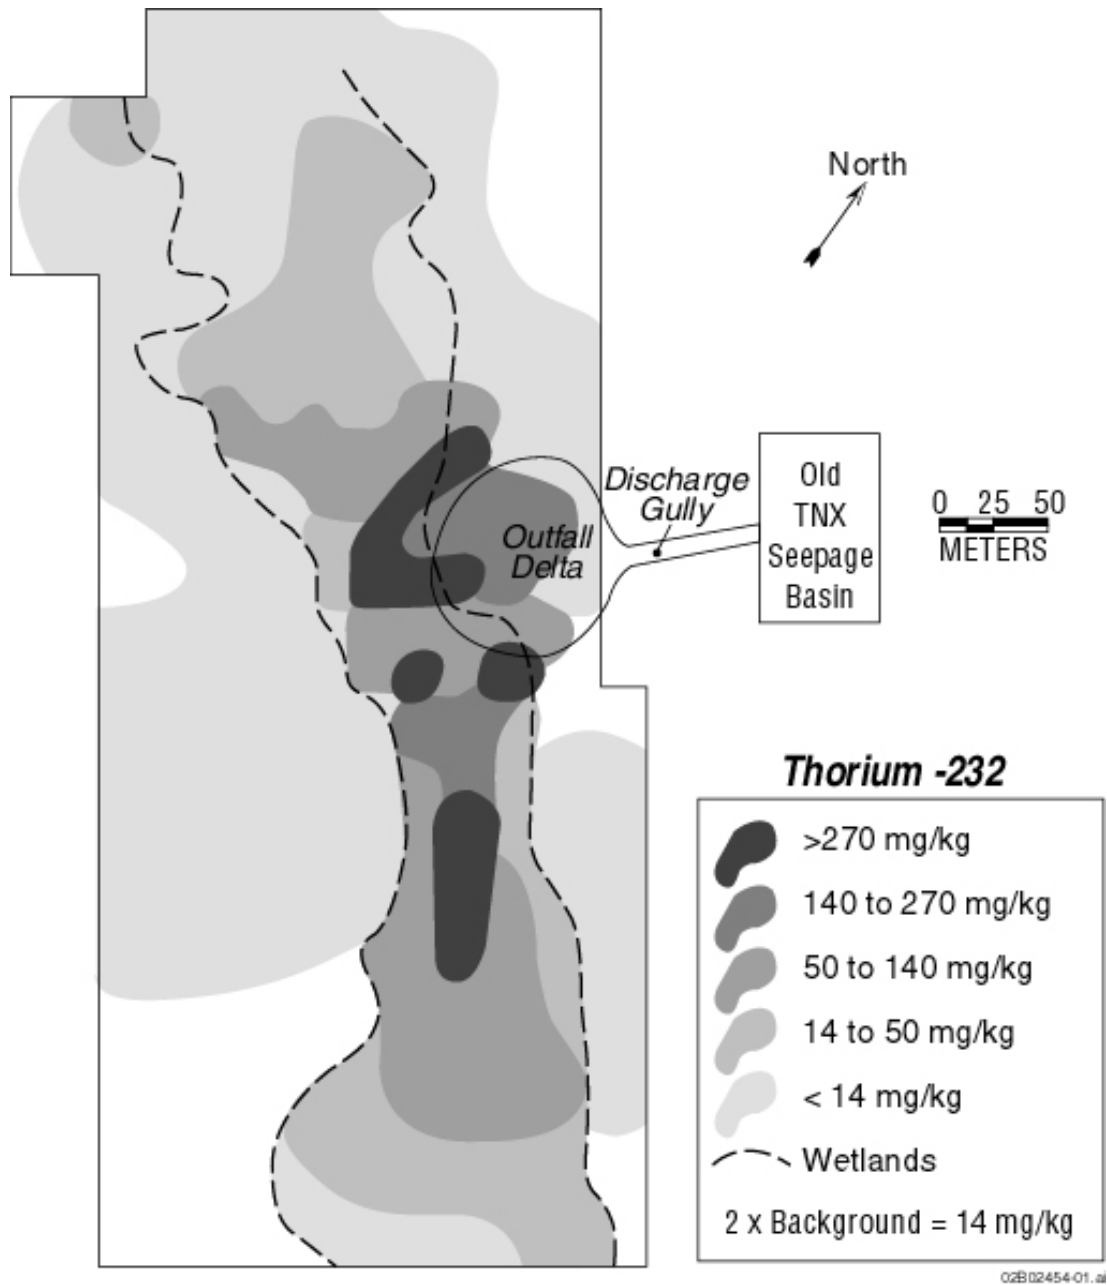 North
Discharge
Gully
Outfall
Delta
Old
TNX
Seepage
Basin
0 25 50
METERS
Thorium -232
>270 mg/kg
140 to 270 mg/kg
50 to 140 mg/kg
14 to 50 mg/kg
< 14 mg/kg
Wetlands
2 x Background = 14 mg/kg
02B02454-01.ai